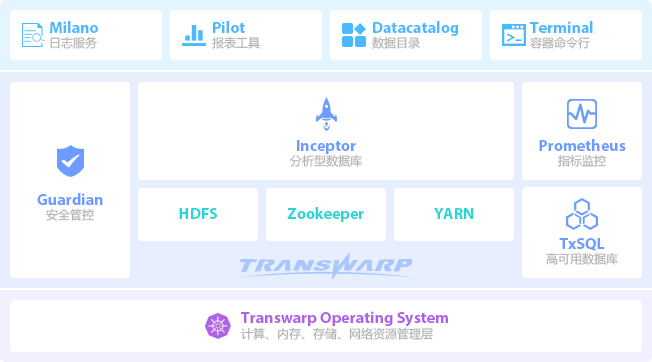 Milano
日志服务
Pilot
报表工具
Datacatalog
数据目录
Terminal
容器命令行
Guardian
安全管控
Inceptor
分析型数据库
Prometheus
指标监控
HDFS
Zookeeper
YARN
TxSQL
高可用数据库
TRANSWARP
Transwarp Operating System
计算、内存、存储、网络资源管理层